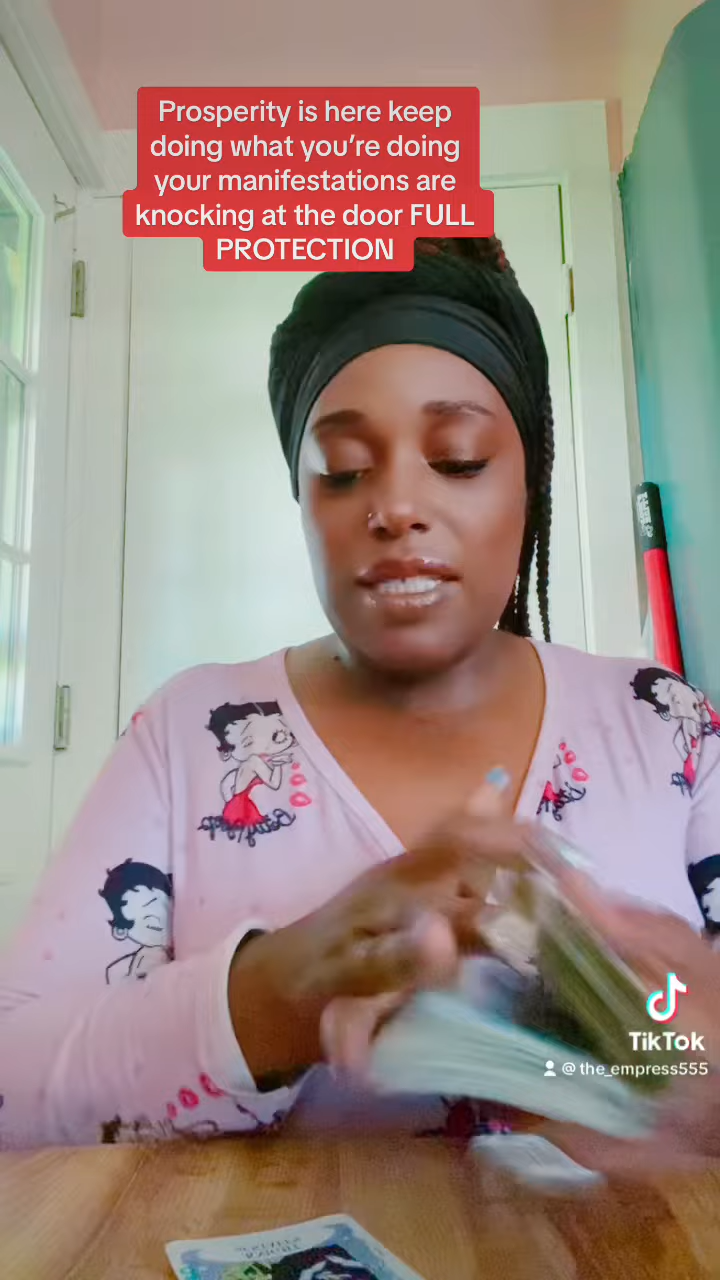 Prosperity is here keep
doing what you’re doing
your manifestations are
knocking at the door FULL
PROTECTION
TikTok
@the_empress555